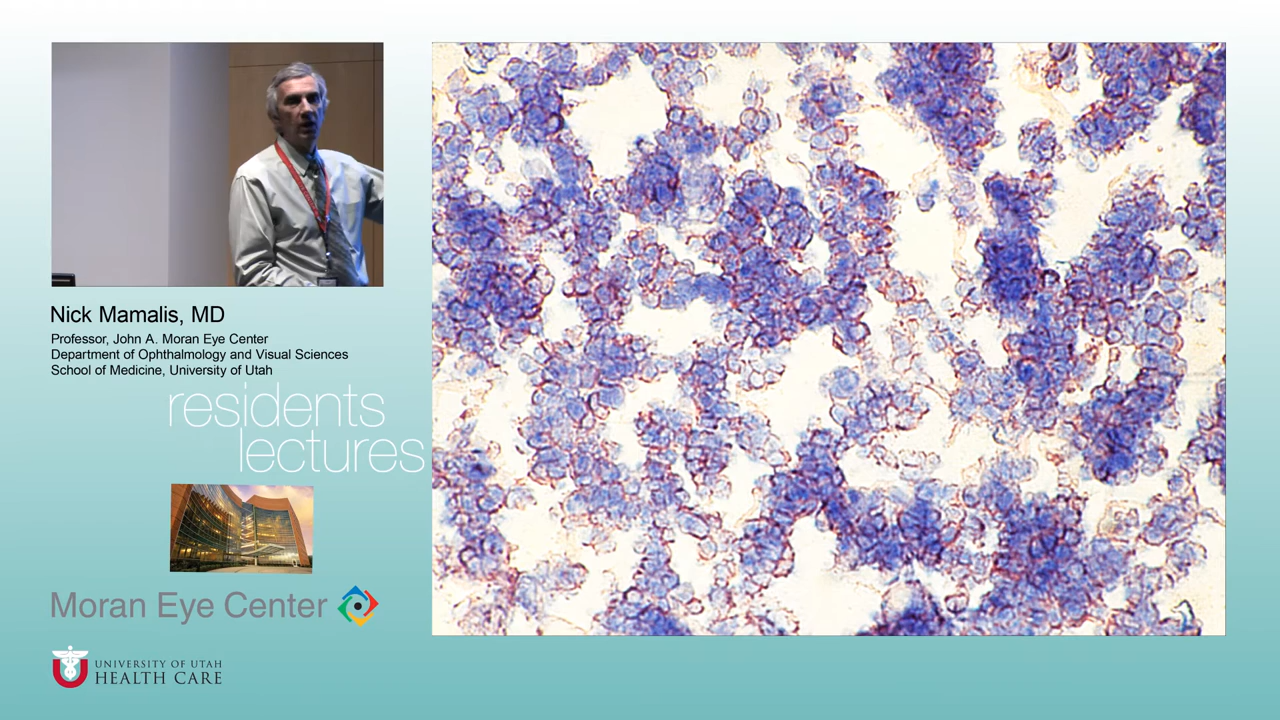 Nick Mamalis, MD
Professor, John A. Moran Eye Center
Department of Ophthalmology and Visual Sciences
School of Medicine, University of Utah
residents
lectures
Moran Eye Center
UNIVERSITY OF UTAH
HEALTH CARE